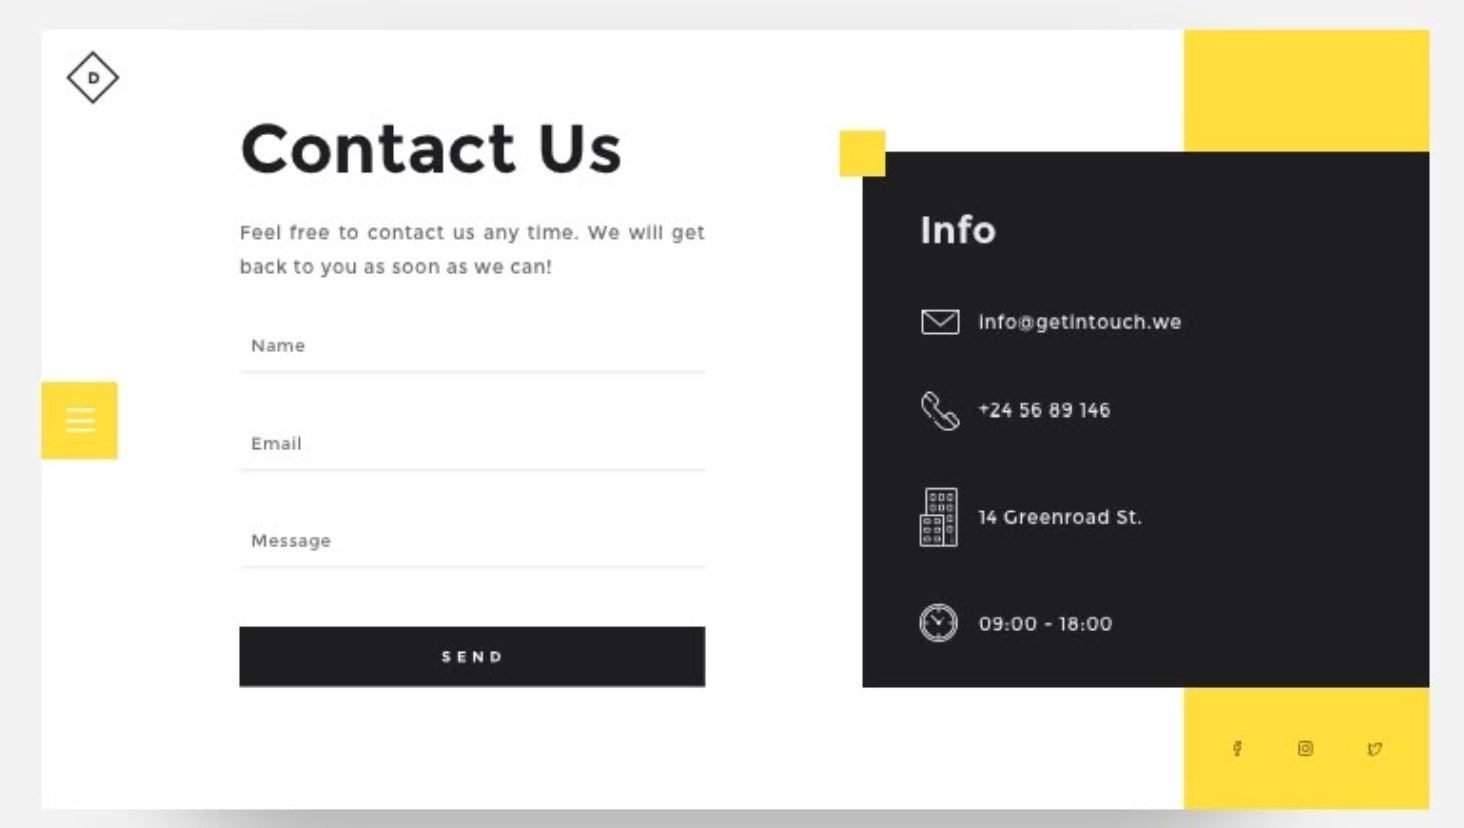 D
Contact Us
Feel free to contact us any time. We will get
back to you as soon as we can!
Name
Email
Message
SEND
Info
info@getintouch.we
+24 56 89 146
14 Greenroad St.
09:00 - 18:00